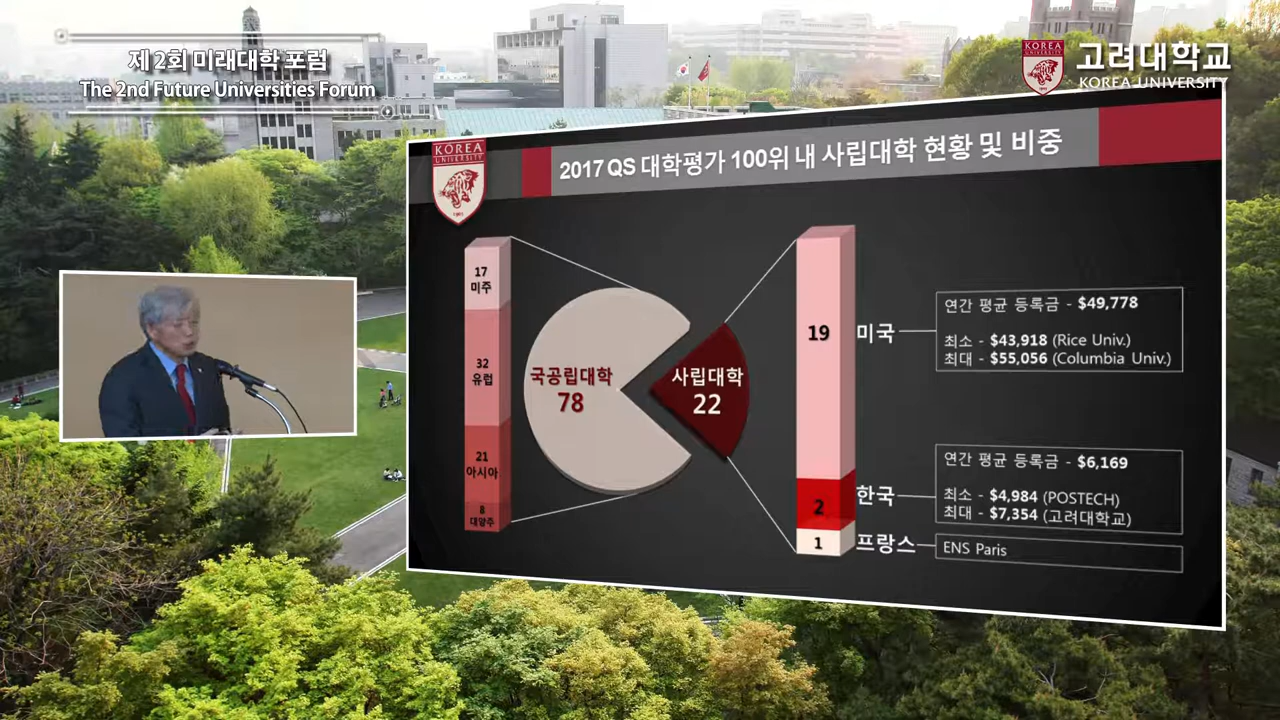 제 2회 미래대학 포럼
The 2nd Future Universities Forum
KOREA
UNIVERSITY
고려대학교
KOREA UNIVERSITY
KOREA
UNIVERSITY
1905
2017 QS 대학평가 100위 내 사립대학 현황 및 비중
17
미주
32
유럽
21
아시아
8
대양주
국공립대학
78
사립대학
22
19
미국
연간 평균 등록금 - $49,778
최소 - $43,918 (Rice Univ.)
최대 - $55,056 (Columbia Univ.)
2
한국
연간 평균 등록금 - $6,169
최소 - $4,984 (POSTECH)
최대 - $7,354 (고려대학교)
1
프랑스
ENS Paris